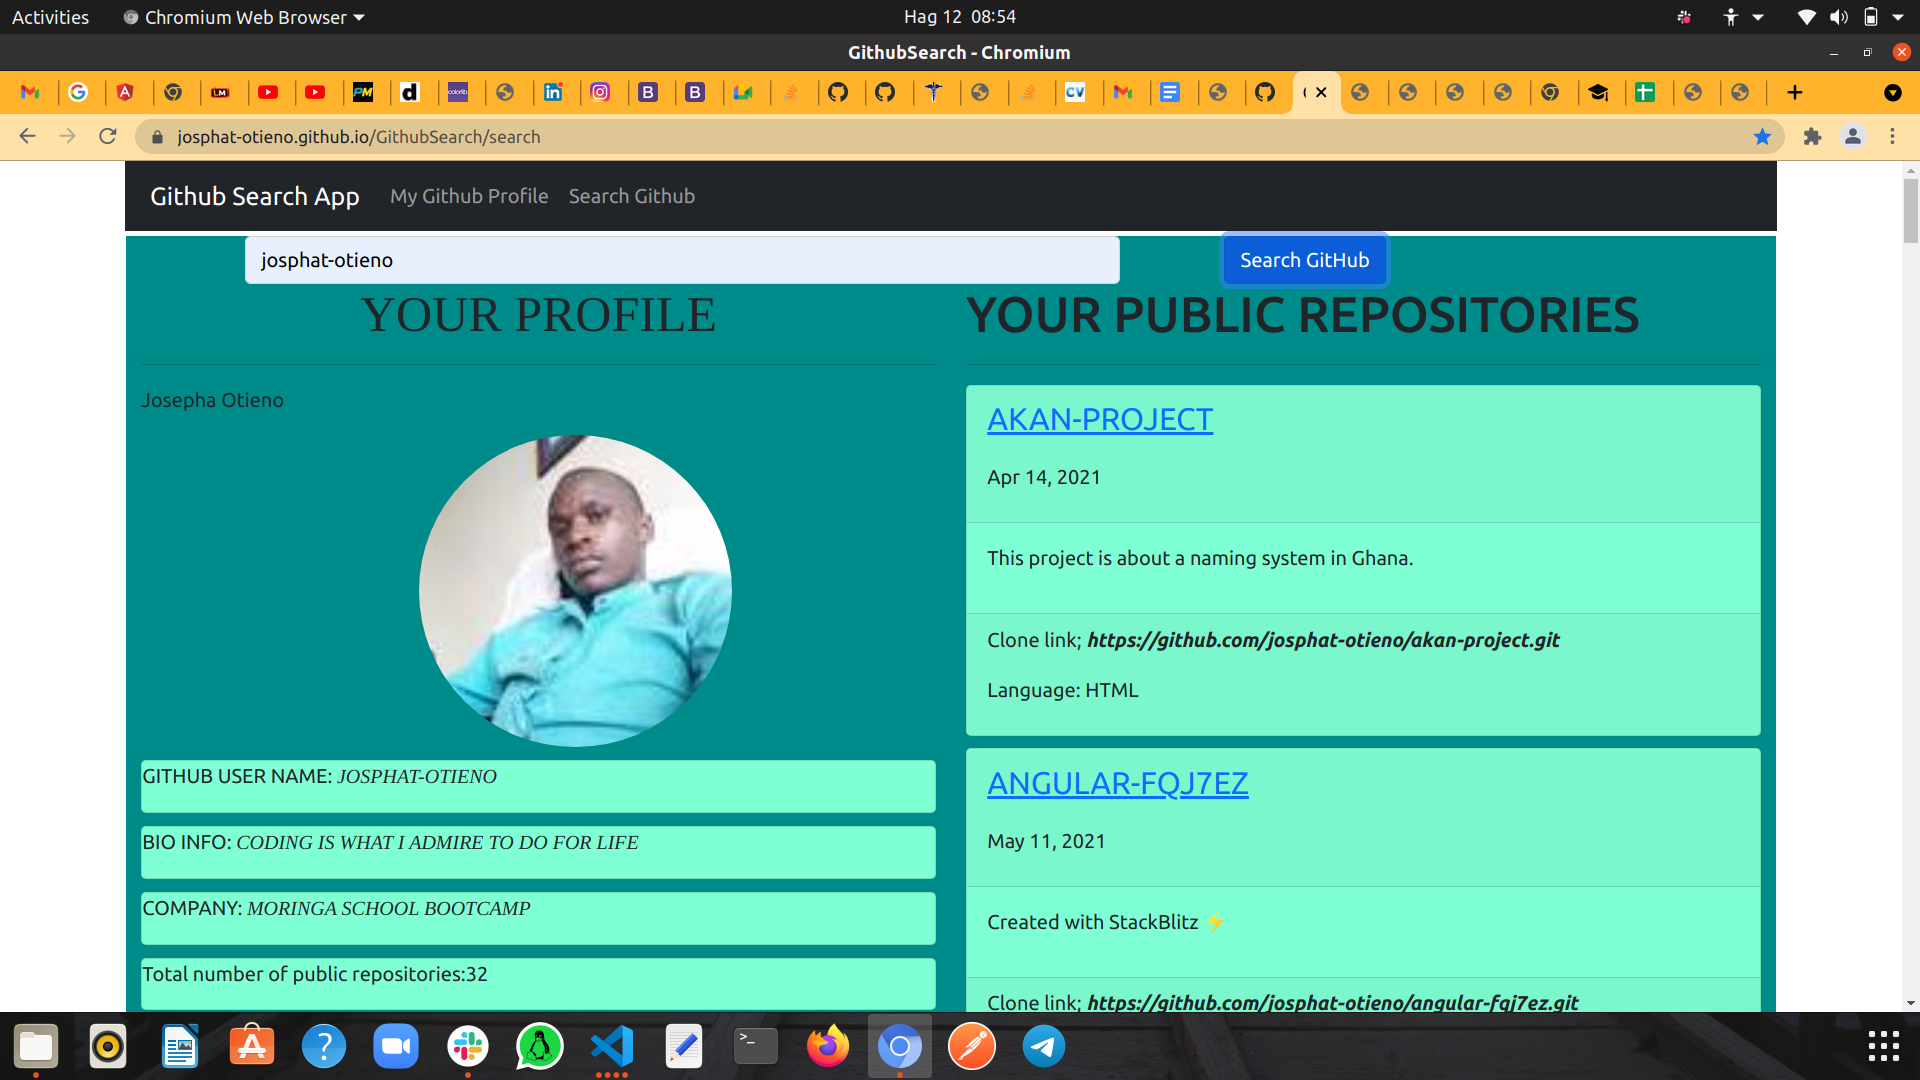 Activities
Chromium Web Browser
Hag 12 08:54
GithubSearch - Chromium
josphat-otieno.github.io/GithubSearch/search
Github Search App
My Github Profile
Search Github
josphat-otieno
Search GitHub
YOUR PROFILE
Josepha Otieno
GITHUB USER NAME: JOSPHAT-OTIENO
BIO INFO: CODING IS WHAT I ADMIRE TO DO FOR LIFE
COMPANY: MORINGA SCHOOL BOOTCAMP
Total number of public repositories:32
YOUR PUBLIC REPOSITORIES
AKAN-PROJECT
Apr 14, 2021
This project is about a naming system in Ghana.
Clone link; https://github.com/josphat-otieno/akan-project.git
Language: HTML
ANGULAR-FQJ7EZ
May 11, 2021
Created with StackBlitz ⚡
Clone link; https://github.com/josphat-otieno/angular-fqj7ez.git